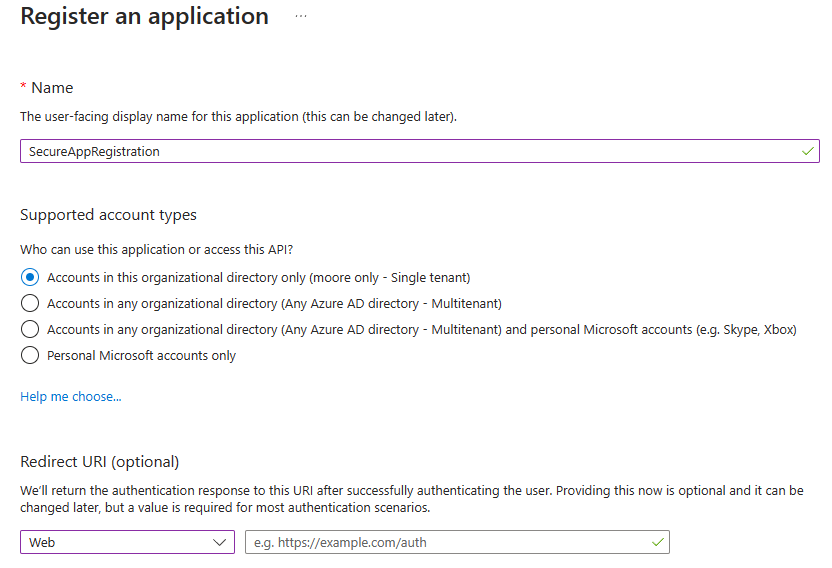 Register an application ...
* Name
The user-facing display name for this application (this can be changed later).
SecureAppRegistration
Supported account types
Who can use this application or access this API?
Accounts in this organizational directory only (moore only - Single tenant)
Accounts in any organizational directory (Any Azure AD directory - Multitenant)
Accounts in any organizational directory (Any Azure AD directory - Multitenant) and personal Microsoft accounts (e.g. Skype, Xbox)
Personal Microsoft accounts only
Help me choose...
Redirect URI (optional)
We'll return the authentication response to this URI after successfully authenticating the user. Providing this now is optional and it can be
changed later, but a value is required for most authentication scenarios.
Web
e.g. https://example.com/auth